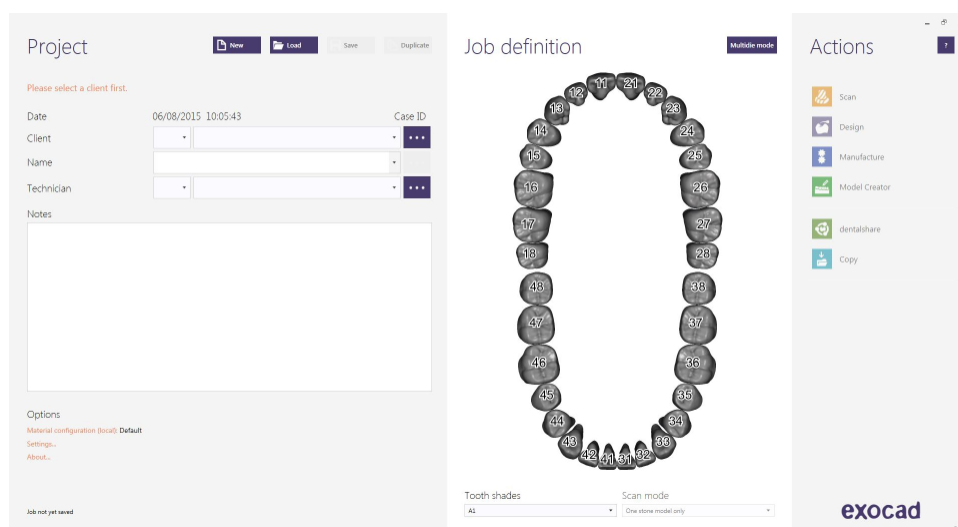 Project
New
Load
Save
Duplicate
Please select a client first.
Date 06/08/2015 10:05:43 Case ID
Client
Name
Technician
Notes
Options
Material configuration (local): Default
Settings...
About...
Job not yet saved
Job definition
Multidie mode
11 21
12 22
13 23
14 24
15 25
16 26
17 27
18 28
48 38
47 37
46 36
45 35
44 34
43 33
42 41 31 32
Tooth shades Scan mode
A1 One stone model only
Actions
?
Scan
Design
Manufacture
Model Creator
dentalshare
Copy
exocad